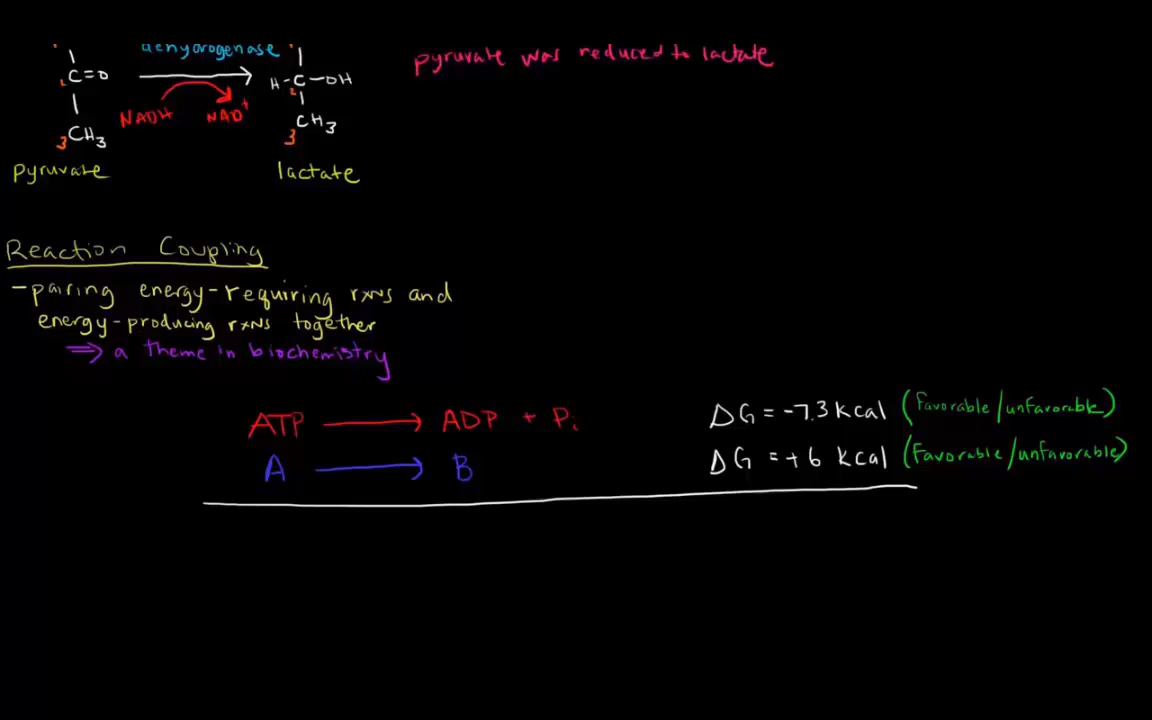 dehydrogenase
pyruvate was reduced to lactate
C=O
H-C-OH
NADH NAD+
3 CH3
3 CH3
pyruvate
lactate
Reaction Coupling
-pairing energy-requiring rxns and
energy-producing rxns together
⇒ a theme in biochemistry
ATP → ADP + Pi ΔG = -7.3 kcal (favorable/unfavorable)
A → B ΔG = +6 kcal (favorable/unfavorable)